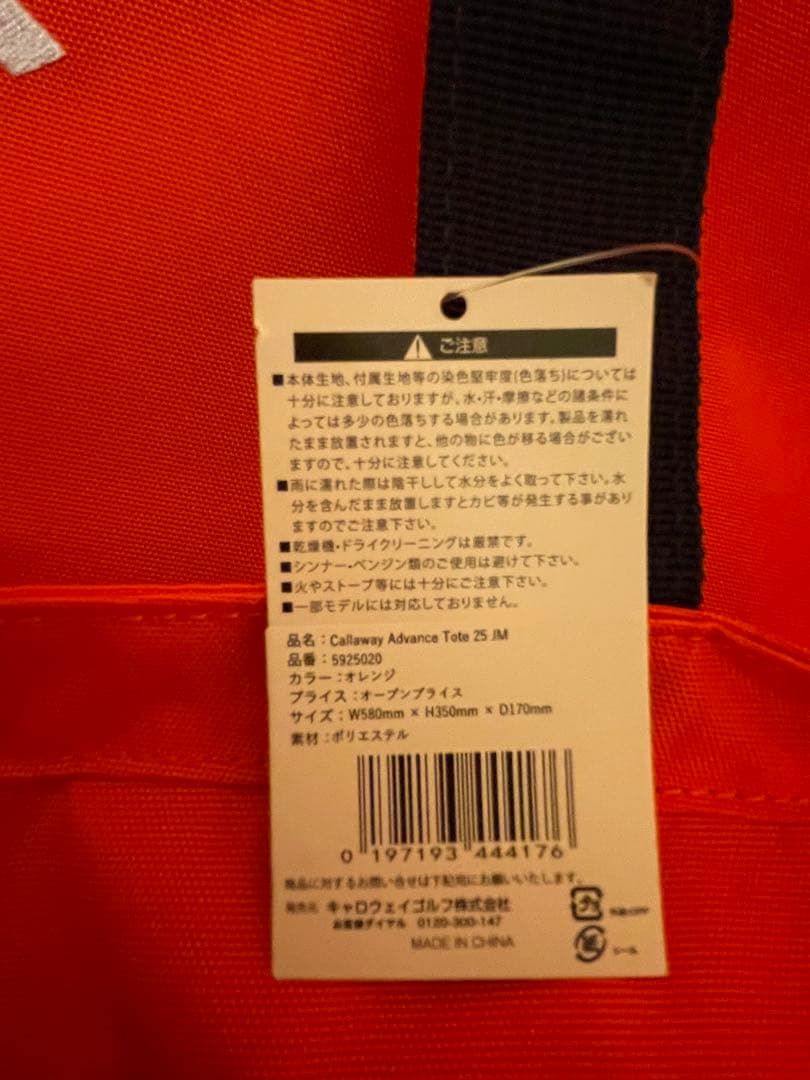 ご注意
■本体生地、付属生地等の染色堅牢度(色落ち)については
十分に注意しておりますが、水・汗・摩擦などの諸条件に
よっては多少の色落ちする場合があります。製品を濡れ
たまま放置されますと、他の物に色が移る場合がござい
ますので、十分に注意してください。
■雨に濡れた際は陰干しして水分をよく取って下さい。水
分を含んだまま放置しますとカビ等が発生する事があり
ますのでご注意下さい。
■乾燥機・ドライクリーニングは厳禁です。
■シンナー・ベンジン類のご使用は避けて下さい。
■火やストーブ等には十分にご注意下さい。
■一部モデルには対応しておりません。
品名：Callaway Advance Tote 25 JM
品番：5925020
カラー：オレンジ
プライス：オープンプライス
サイズ：W580mm × H350mm × D170mm
素材：ポリエステル
0 197193 444176
商品に対するお問い合せは下記宛にお願いいたします。
発売元 キャロウェイゴルフ株式会社
お客様ダイヤル 0120-300-147
MADE IN CHINA
プラ
紙
シール